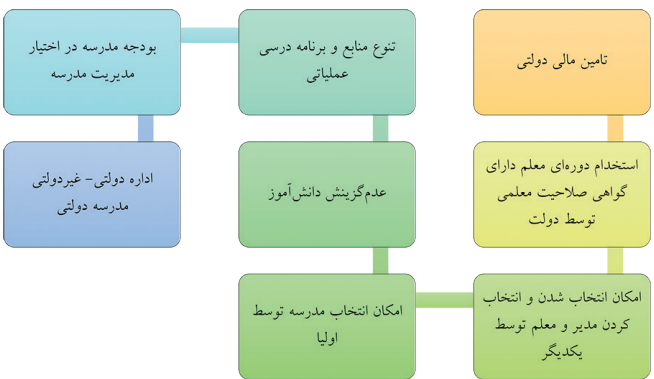 تامین مالی دولتی
استخدام دوره‌ای معلم دارای
گواهی صلاحیت معلمی
توسط دولت
امکان انتخاب شدن و انتخاب
کردن مدیر و معلم توسط
یکدیگر
امکان انتخاب مدرسه توسط
اولیا
عدم‌گزینش دانش‌آموز
تنوع منابع و برنامه درسی
عملیاتی
بودجه مدرسه در اختیار
مدیریت مدرسه
اداره دولتی- غیردولتی
مدرسه دولتی